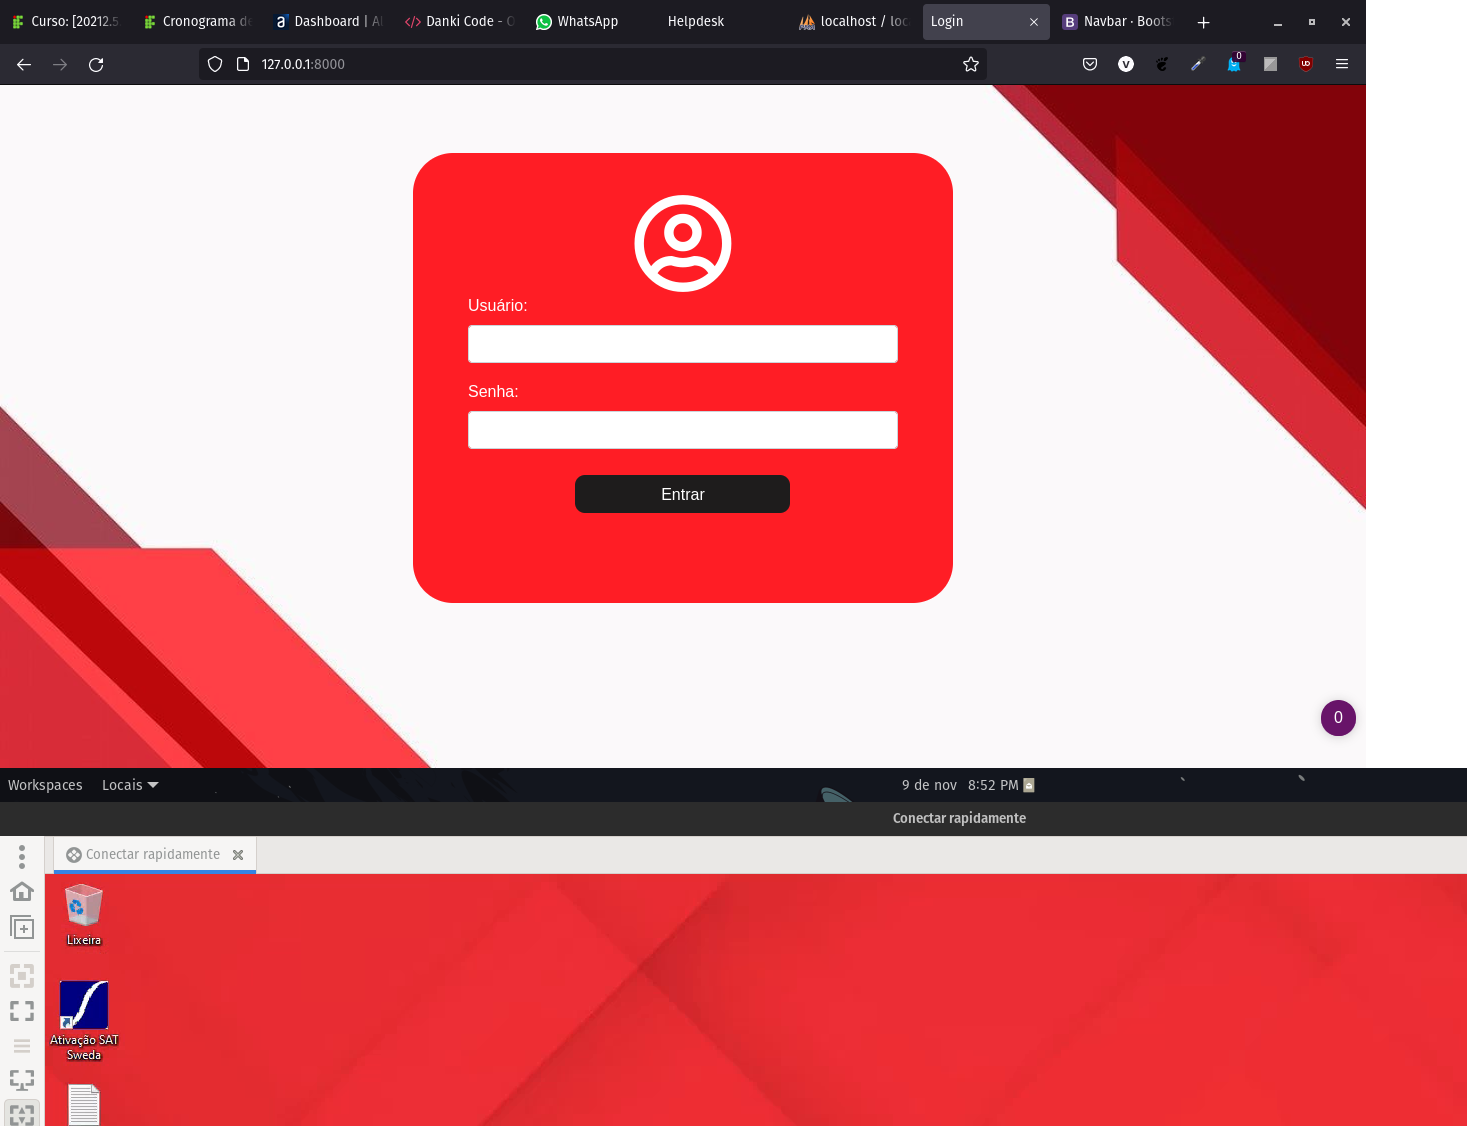 Curso: [20212.5 Cronograma de Dashboard | Al Danki Code - O WhatsApp Helpdesk localhost / loc Login Navbar · Boots
127.0.0.1:8000 0
Usuário:
Senha:
Entrar
0
Workspaces Locais 9 de nov 8:52 PM
Conectar rapidamente
Conectar rapidamente
Lixeira
Ativação SAT
Sweda